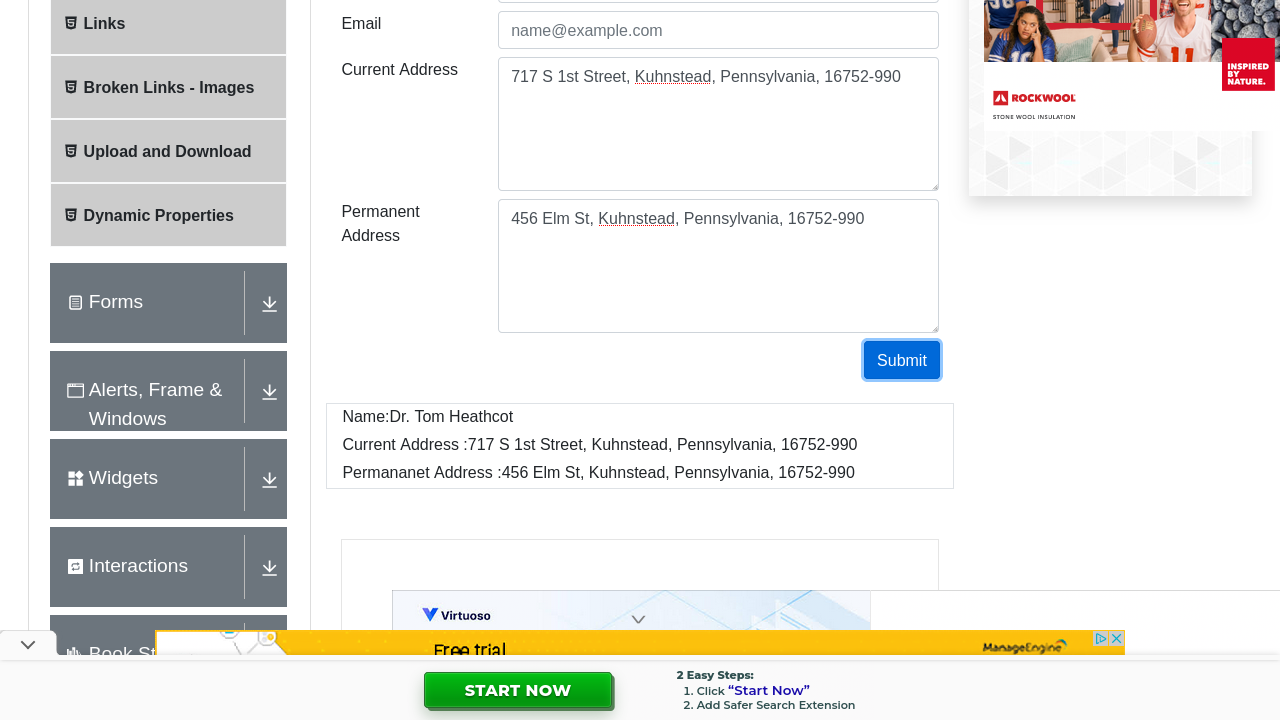 Links
Broken Links - Images
Upload and Download
Dynamic Properties
Forms
Alerts, Frame &
Windows
Widgets
Interactions
Email
name@example.com
Current Address
717 S 1st Street, Kuhnstead, Pennsylvania, 16752-990
Permanent
Address
456 Elm St, Kuhnstead, Pennsylvania, 16752-990
Submit
Name:Dr. Tom Heathcot
Current Address :717 S 1st Street, Kuhnstead, Pennsylvania, 16752-990
Permananet Address :456 Elm St, Kuhnstead, Pennsylvania, 16752-990
INSPIRED
BY
NATURE.
ROCKWOOL
STONE WOOL INSULATION
Virtuoso
Free trial
ManageEngine
START NOW
2 Easy Steps:
1. Click “Start Now”
2. Add Safer Search Extension